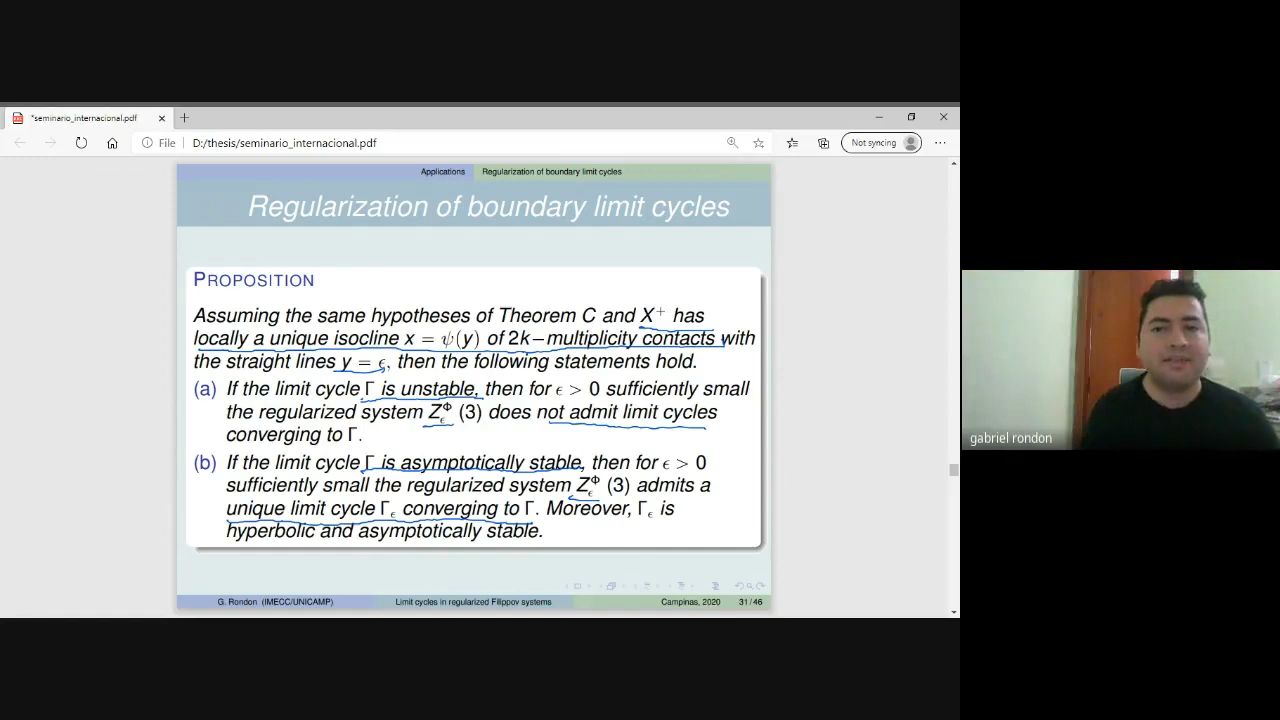 *seminario_internacional.pdf
File
D:/thesis/seminario_internacional.pdf
Not syncing
Applications
Regularization of boundary limit cycles
Regularization of boundary limit cycles
PROPOSITION
Assuming the same hypotheses of Theorem C and X⁺ has
locally a unique isocline x = ψ(y) of 2k−multiplicity contacts with
the straight lines y = ϵ, then the following statements hold.
(a) If the limit cycle Γ is unstable, then for ϵ > 0 sufficiently small
the regularized system Z_ϵ^Φ (3) does not admit limit cycles
converging to Γ.
(b) If the limit cycle Γ is asymptotically stable, then for ϵ > 0
sufficiently small the regularized system Z_ϵ^Φ (3) admits a
unique limit cycle Γ_ϵ converging to Γ. Moreover, Γ_ϵ is
hyperbolic and asymptotically stable.
G. Rondon (IMECC/UNICAMP)
Limit cycles in regularized Filippov systems
Campinas, 2020
31/46
gabriel rondon